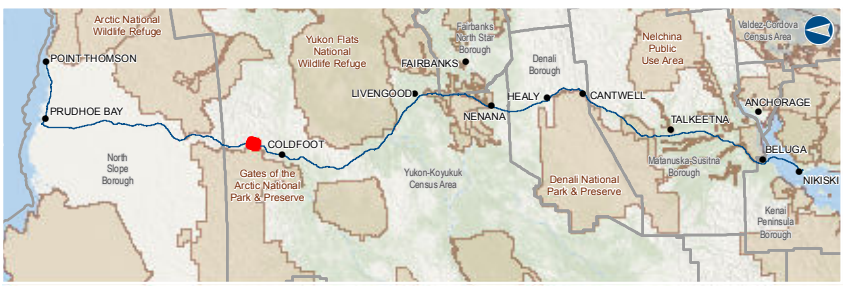 Arctic National
Wildlife Refuge
POINT THOMSON
PRUDHOE BAY
North
Slope
Borough
COLDFOOT
Gates of the
Arctic National
Park & Preserve
Yukon Flats
National
Wildlife Refuge
LIVENGOOD
Yukon-Koyukuk
Census Area
Fairbanks
North Star
Borough
FAIRBANKS
NENANA
Denali
Borough
HEALY
CANTWELL
Denali National
Park & Preserve
Nelchina
Public
Use Area
TALKEETNA
Matanuska-Susitna
Borough
Valdez-Cordova
Census Area
ANCHORAGE
BELUGA
NIKISKI
Kenai
Peninsula
Borough